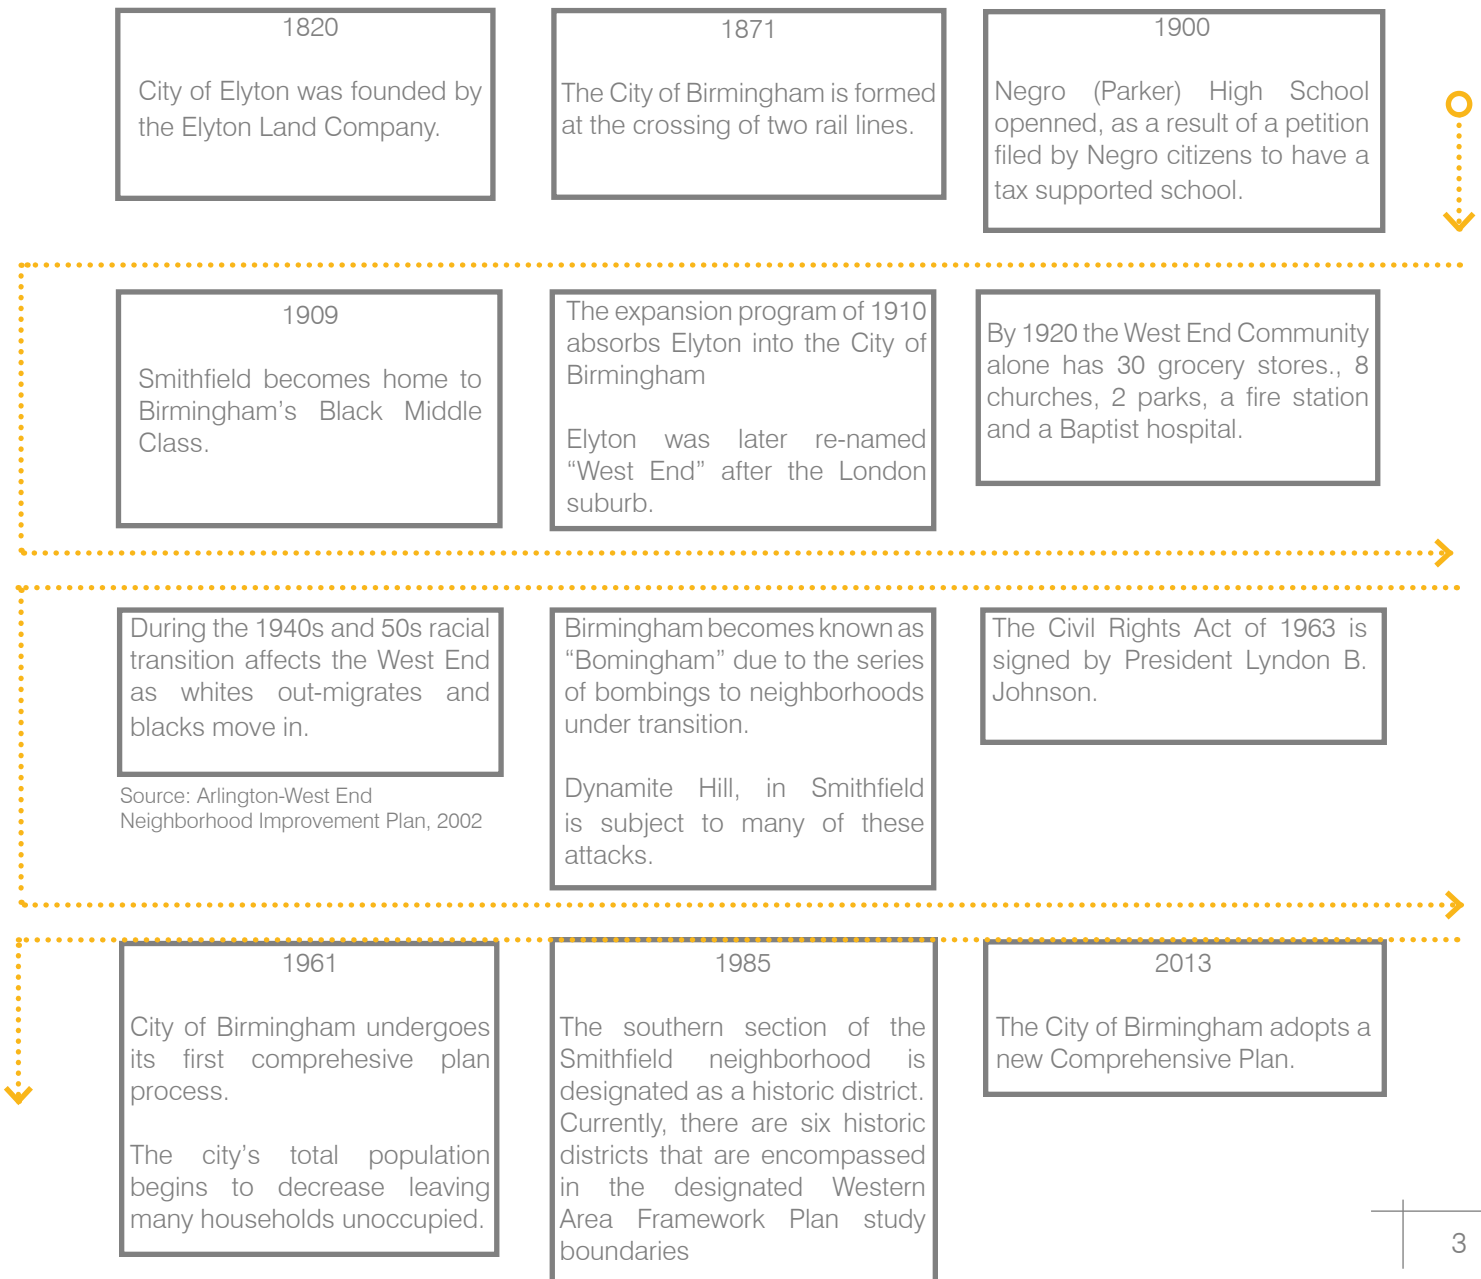 1820
City of Elyton was founded by
the Elyton Land Company.
1871
The City of Birmingham is formed
at the crossing of two rail lines.
1900
Negro (Parker) High School
openned, as a result of a petition
filed by Negro citizens to have a
tax supported school.
1909
Smithfield becomes home to
Birmingham's Black Middle
Class.
The expansion program of 1910
absorbs Elyton into the City of
Birmingham
Elyton was later re-named
“West End” after the London
suburb.
By 1920 the West End Community
alone has 30 grocery stores., 8
churches, 2 parks, a fire station
and a Baptist hospital.
During the 1940s and 50s racial
transition affects the West End
as whites out-migrates and
blacks move in.
Source: Arlington-West End
Neighborhood Improvement Plan, 2002
Birmingham becomes known as
“Bomingham” due to the series
of bombings to neighborhoods
under transition.
Dynamite Hill, in Smithfield
is subject to many of these
attacks.
The Civil Rights Act of 1963 is
signed by President Lyndon B.
Johnson.
1961
City of Birmingham undergoes
its first comprehesive plan
process.
The city's total population
begins to decrease leaving
many households unoccupied.
1985
The southern section of the
Smithfield neighborhood is
designated as a historic district.
Currently, there are six historic
districts that are encompassed
in the designated Western
Area Framework Plan study
boundaries
2013
The City of Birmingham adopts a
new Comprehensive Plan.
3